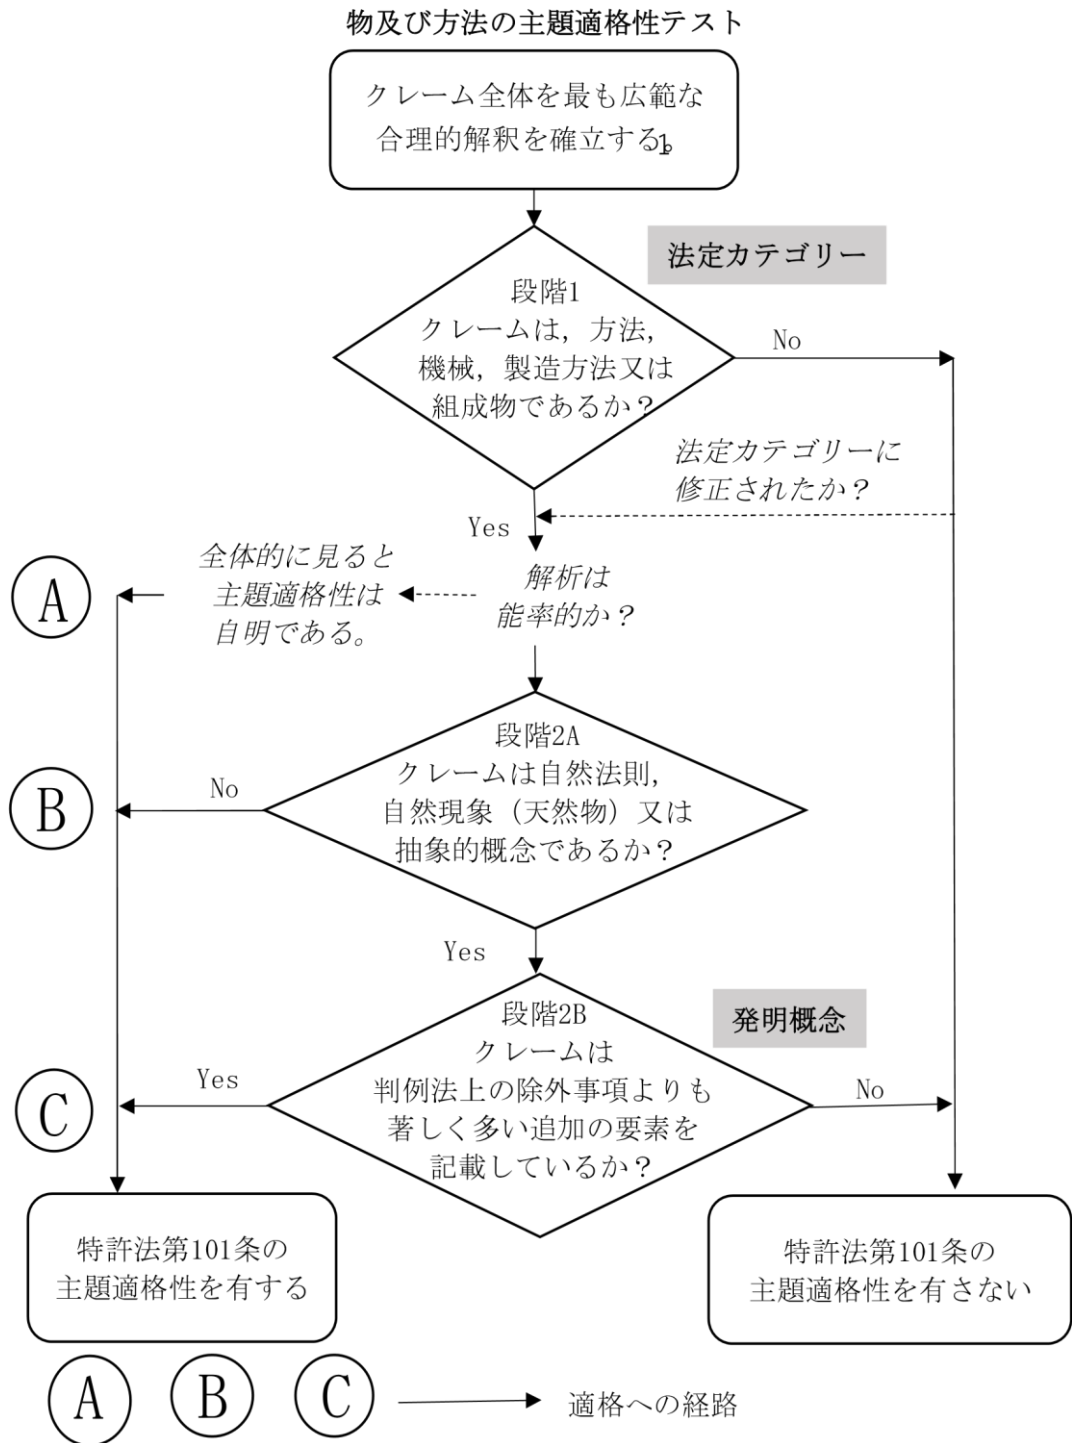 物及び方法の主題適格性テスト
クレーム全体を最も広範な
合理的解釈を確立する。
法定カテゴリー
段階1
クレームは，方法，
機械，製造方法又は
組成物であるか？
No
法定カテゴリーに
修正されたか？
Yes
全体的に見ると
主題適格性は
自明である。
解析は
能率的か？
A
段階2A
クレームは自然法則，
自然現象（天然物）又は
抽象的概念であるか？
No
B
Yes
段階2B
クレームは
判例法上の除外事項よりも
著しく多い追加の要素を
記載しているか？
発明概念
Yes
No
C
特許法第101条の
主題適格性を有する
特許法第101条の
主題適格性を有さない
A B C 適格への経路